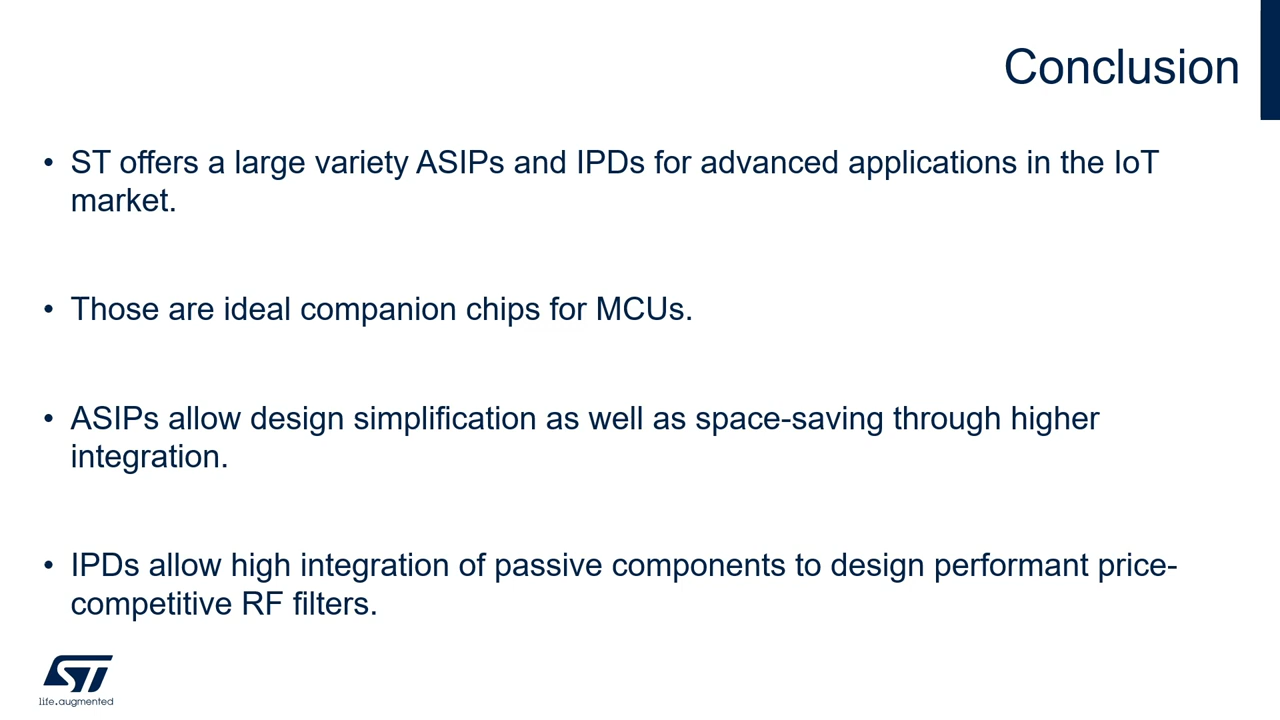 Conclusion
• ST offers a large variety ASIPs and IPDs for advanced applications in the IoT
market.
• Those are ideal companion chips for MCUs.
• ASIPs allow design simplification as well as space-saving through higher
integration.
• IPDs allow high integration of passive components to design performant price-
competitive RF filters.
ST
life.augmented